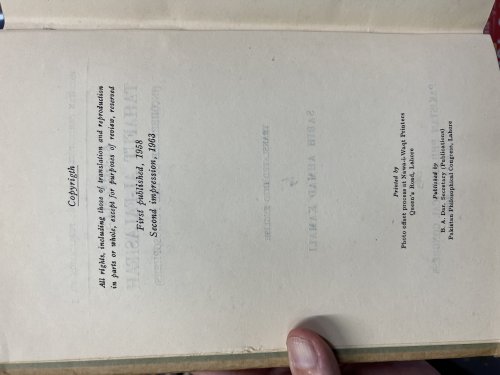 Copyrigth
All rights, including those of translation and reproduction
in parts or whole, except for purposes of review, reserved
First published, 1958
Second impression, 1963
Printed by
Photo offset process at Nawa-i-Waqt Printers
Queen's Road, Lahore
Published by
B. A. Dar, Secretary (Publications)
Pakistan Philosophical Congress, Lahore